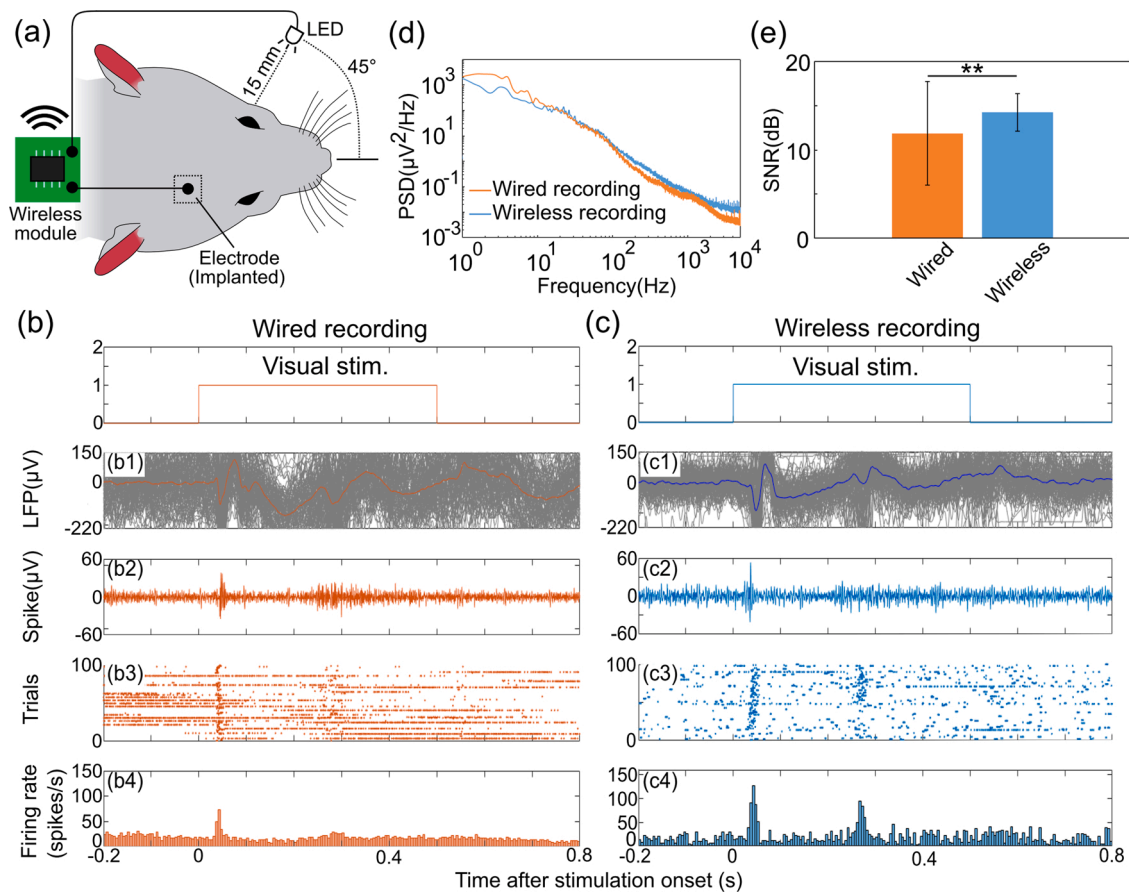 (a)
LED
15 mm
45°
Wireless
module
Electrode
(Implanted)
(d)
PSD(µV²/Hz)
10³
10¹
10⁻¹
10⁻³
Wired recording
Wireless recording
10⁰
10¹
10²
10³
10⁴
Frequency(Hz)
(e)
SNR(dB)
20
10
0
**
Wired
Wireless
(b)
Wired recording
2
1
0
Visual stim.
LFP(µV)
150
0
-220
(b1)
Spike(µV)
60
0
-60
(b2)
Trials
100
0
(b3)
Firing rate
(spikes/s)
150
100
50
0
(b4)
-0.2
0
0.4
0.8
(c)
Wireless recording
2
1
0
Visual stim.
150
0
-220
(c1)
60
0
-60
(c2)
100
0
(c3)
150
100
50
0
(c4)
-0.2
0
0.4
0.8
Time after stimulation onset (s)